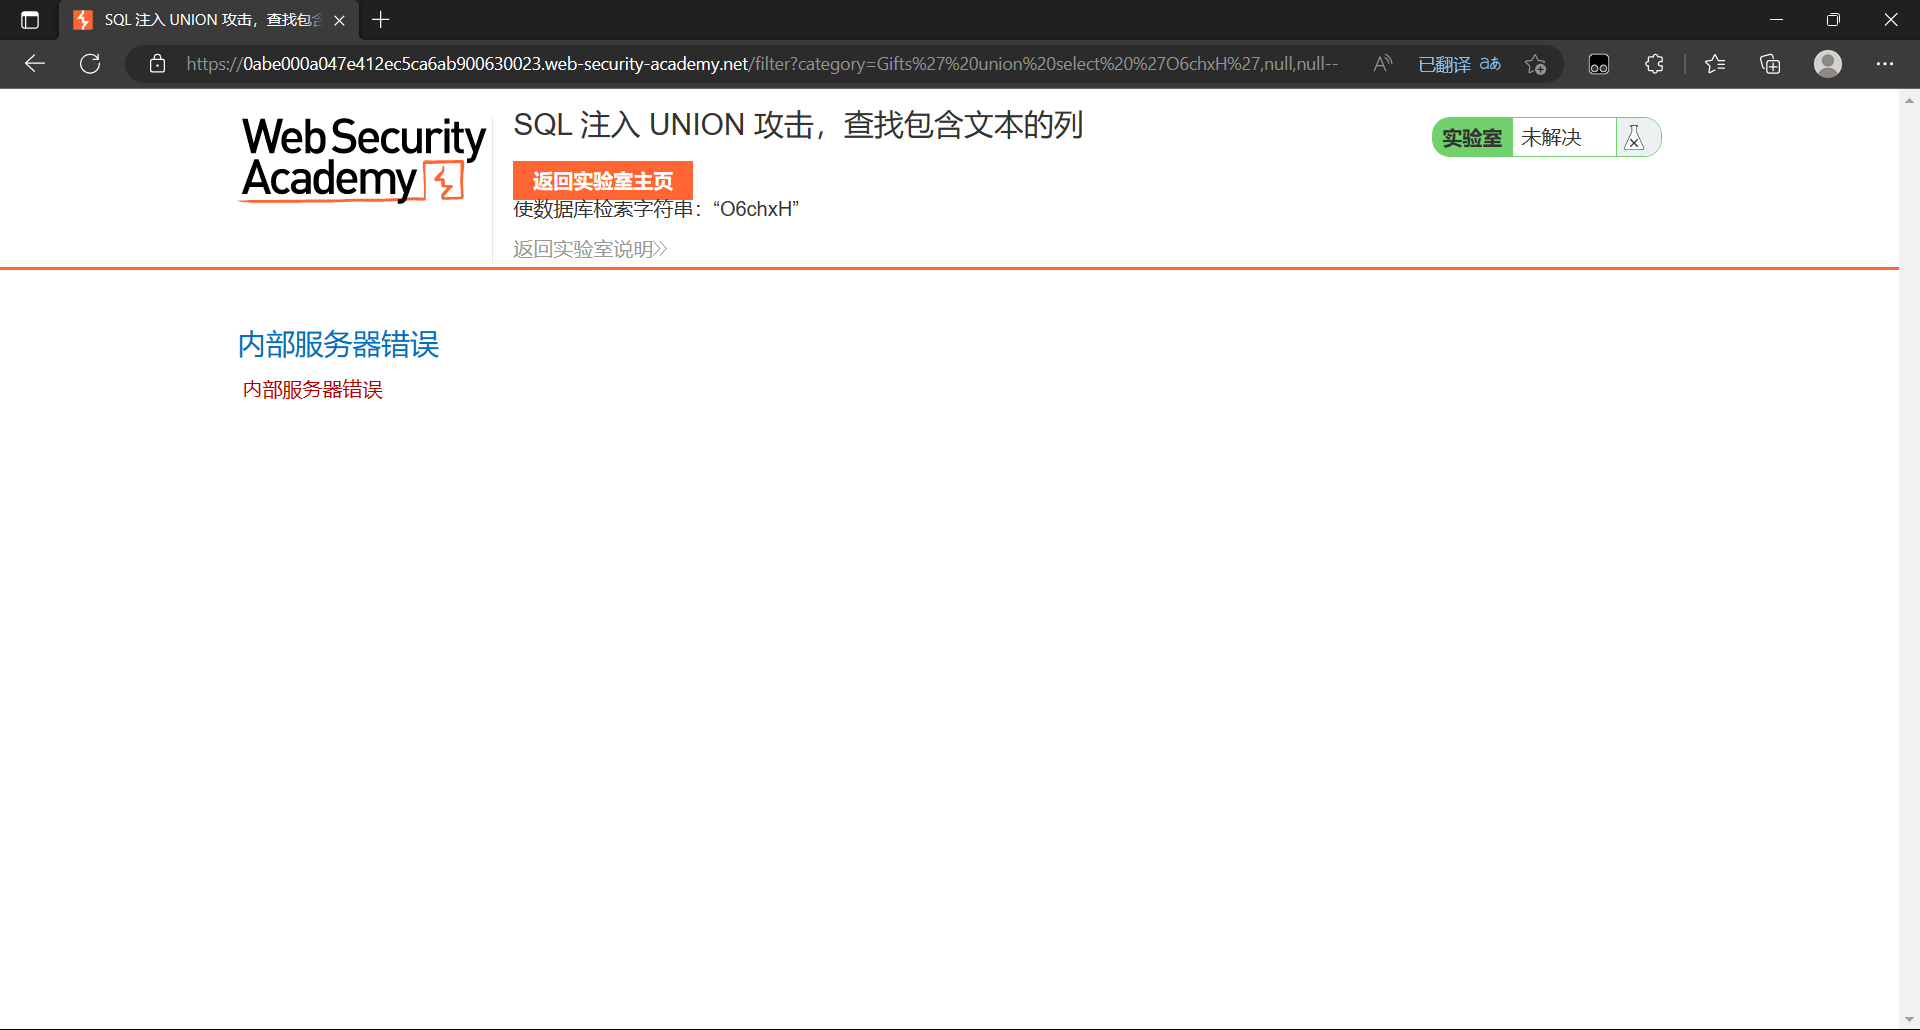 SQL 注入 UNION 攻击，查找包含
https://0abe000a047e412ec5ca6ab900630023.web-security-academy.net/filter?category=Gifts%27%20union%20select%20%27O6chxH%27,null,null--
已翻译 aあ
Web Security
Academy
SQL 注入 UNION 攻击，查找包含文本的列
返回实验室主页
使数据库检索字符串：“O6chxH”
返回实验室说明
实验室 未解决
内部服务器错误
内部服务器错误